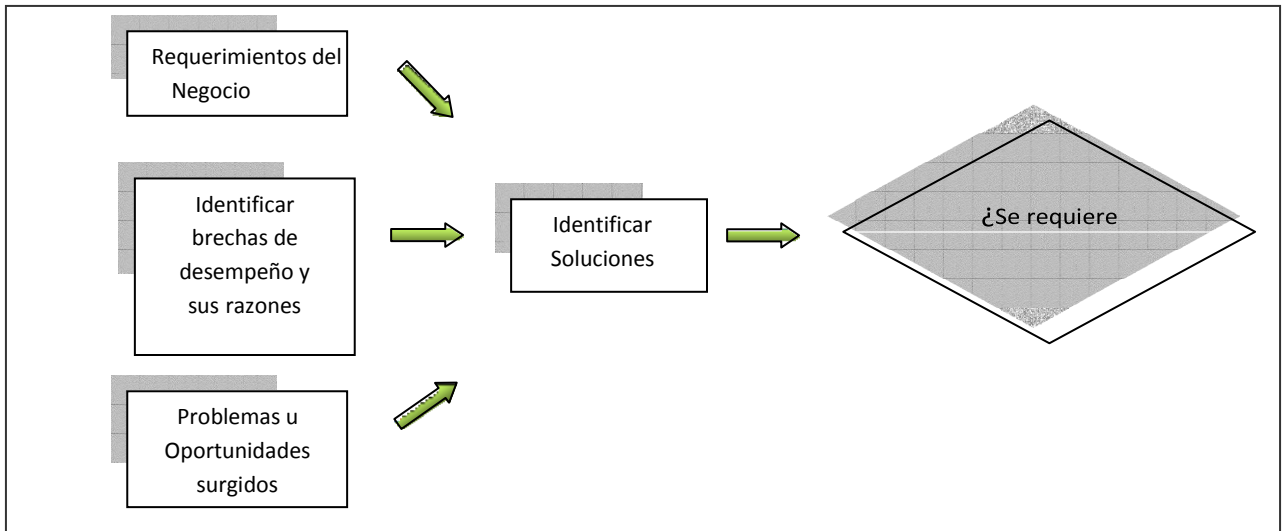 Requerimientos del
Negocio
Identificar
brechas de
desempeño y
sus razones
Problemas u
Oportunidades
surgidos
Identificar
Soluciones
¿Se requiere